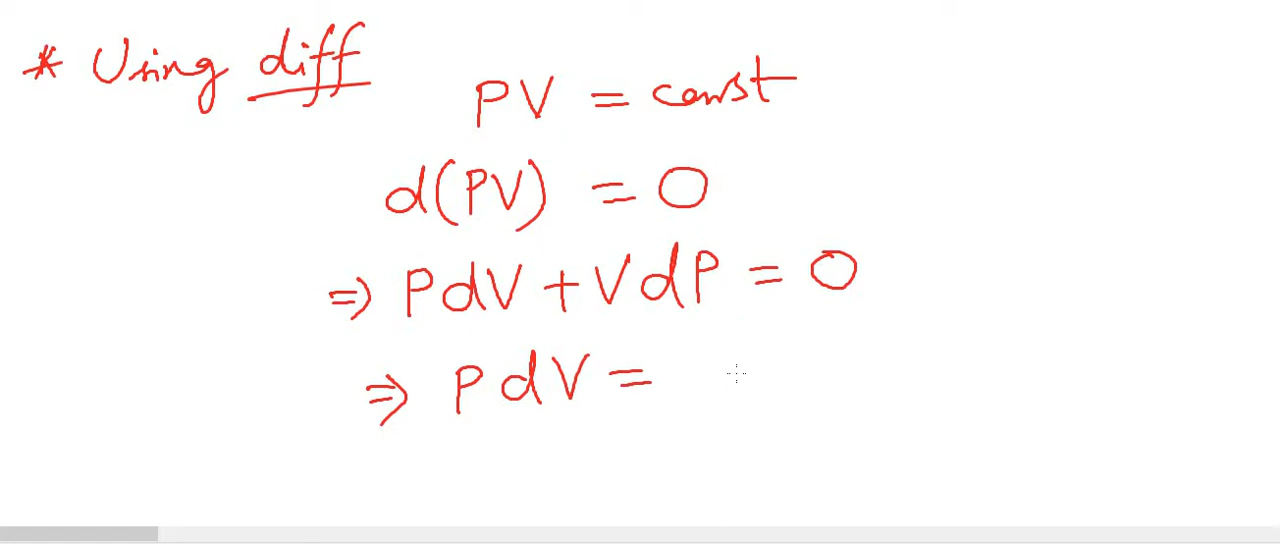 * Using diff
PV = const
d(PV) = 0
⇒ PdV + VdP = 0
⇒ PdV =